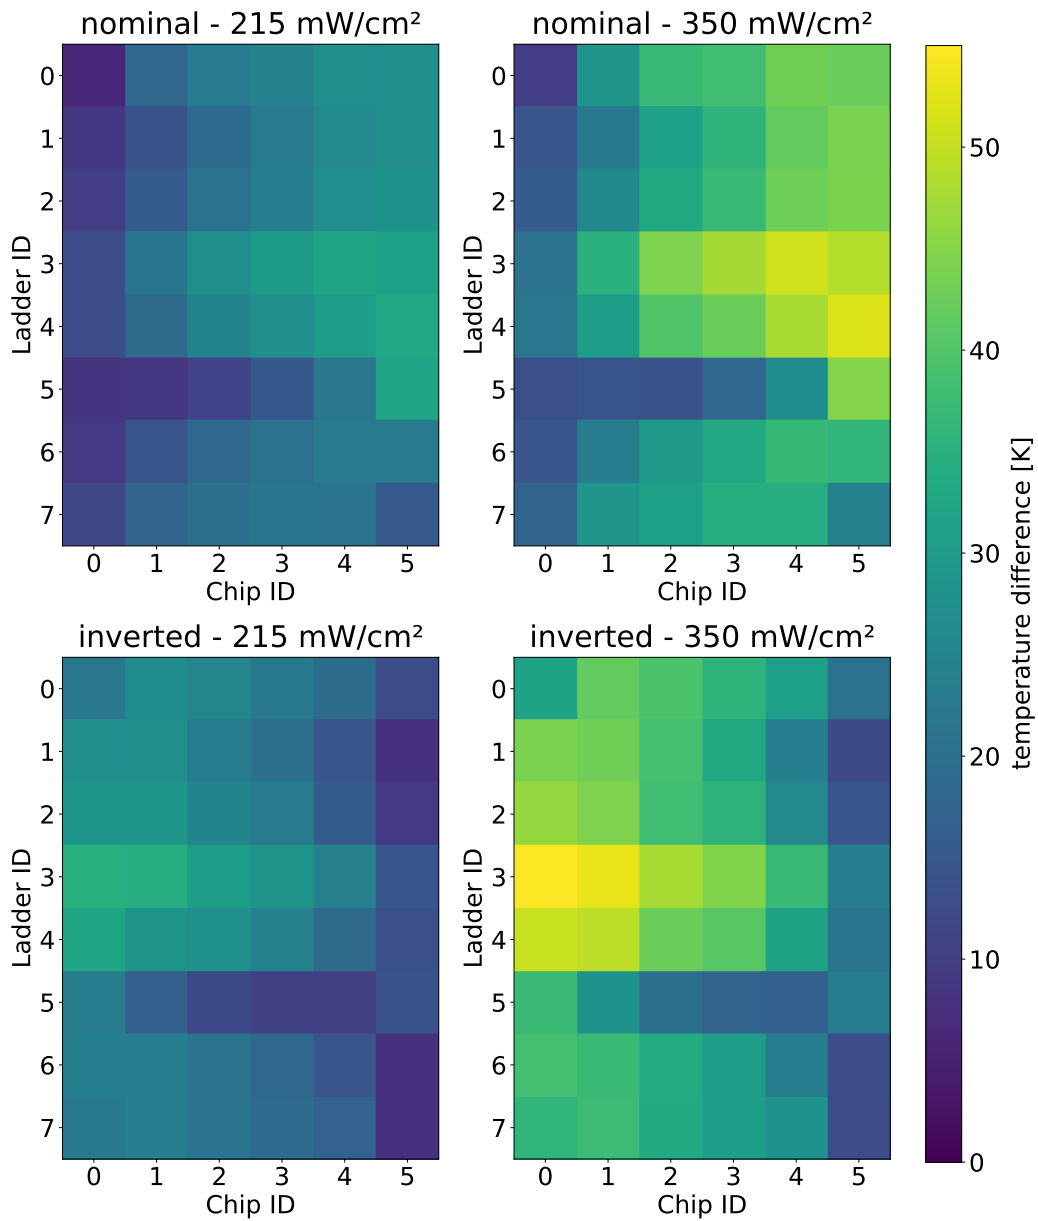 nominal - 215 mW/cm²
nominal - 350 mW/cm²
0
1
2
3
4
5
6
7
Ladder ID
0 1 2 3 4 5
Chip ID
0
1
2
3
4
5
6
7
Ladder ID
0 1 2 3 4 5
Chip ID
inverted - 215 mW/cm²
inverted - 350 mW/cm²
0
1
2
3
4
5
6
7
Ladder ID
0 1 2 3 4 5
Chip ID
0
1
2
3
4
5
6
7
Ladder ID
0 1 2 3 4 5
Chip ID
50
40
30
20
10
0
temperature difference [K]